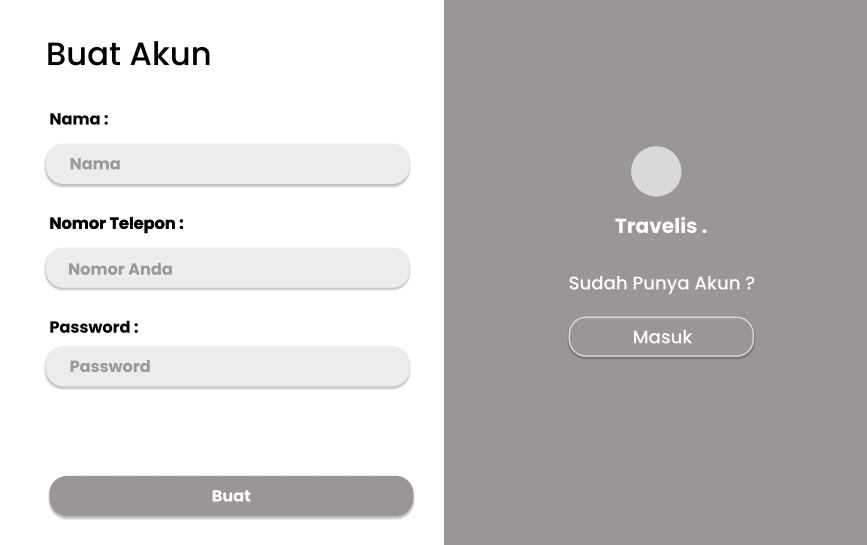 Buat Akun
Nama :
Nama
Nomor Telepon :
Nomor Anda
Password :
Password
Buat
Travelis .
Sudah Punya Akun ?
Masuk